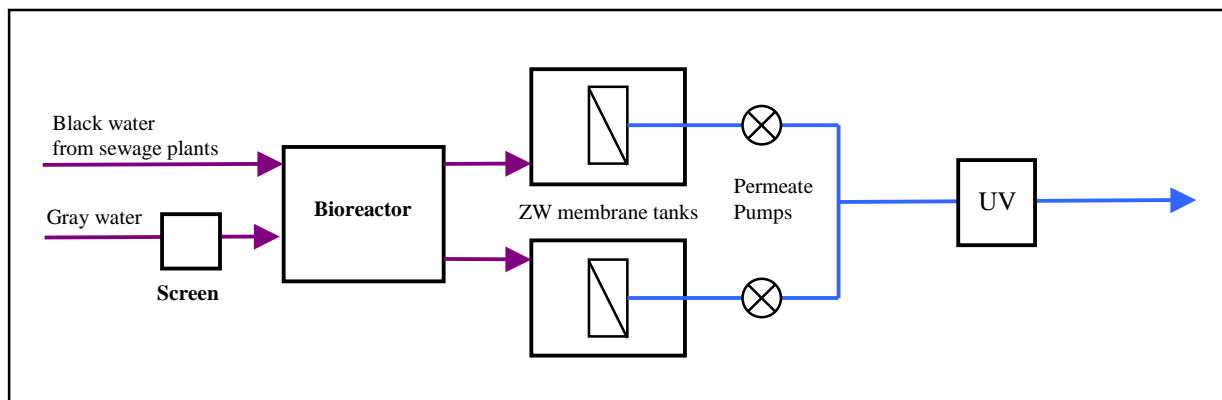 Black water
from sewage plants
Gray water
Screen
Bioreactor
ZW membrane tanks
Permeate
Pumps
UV